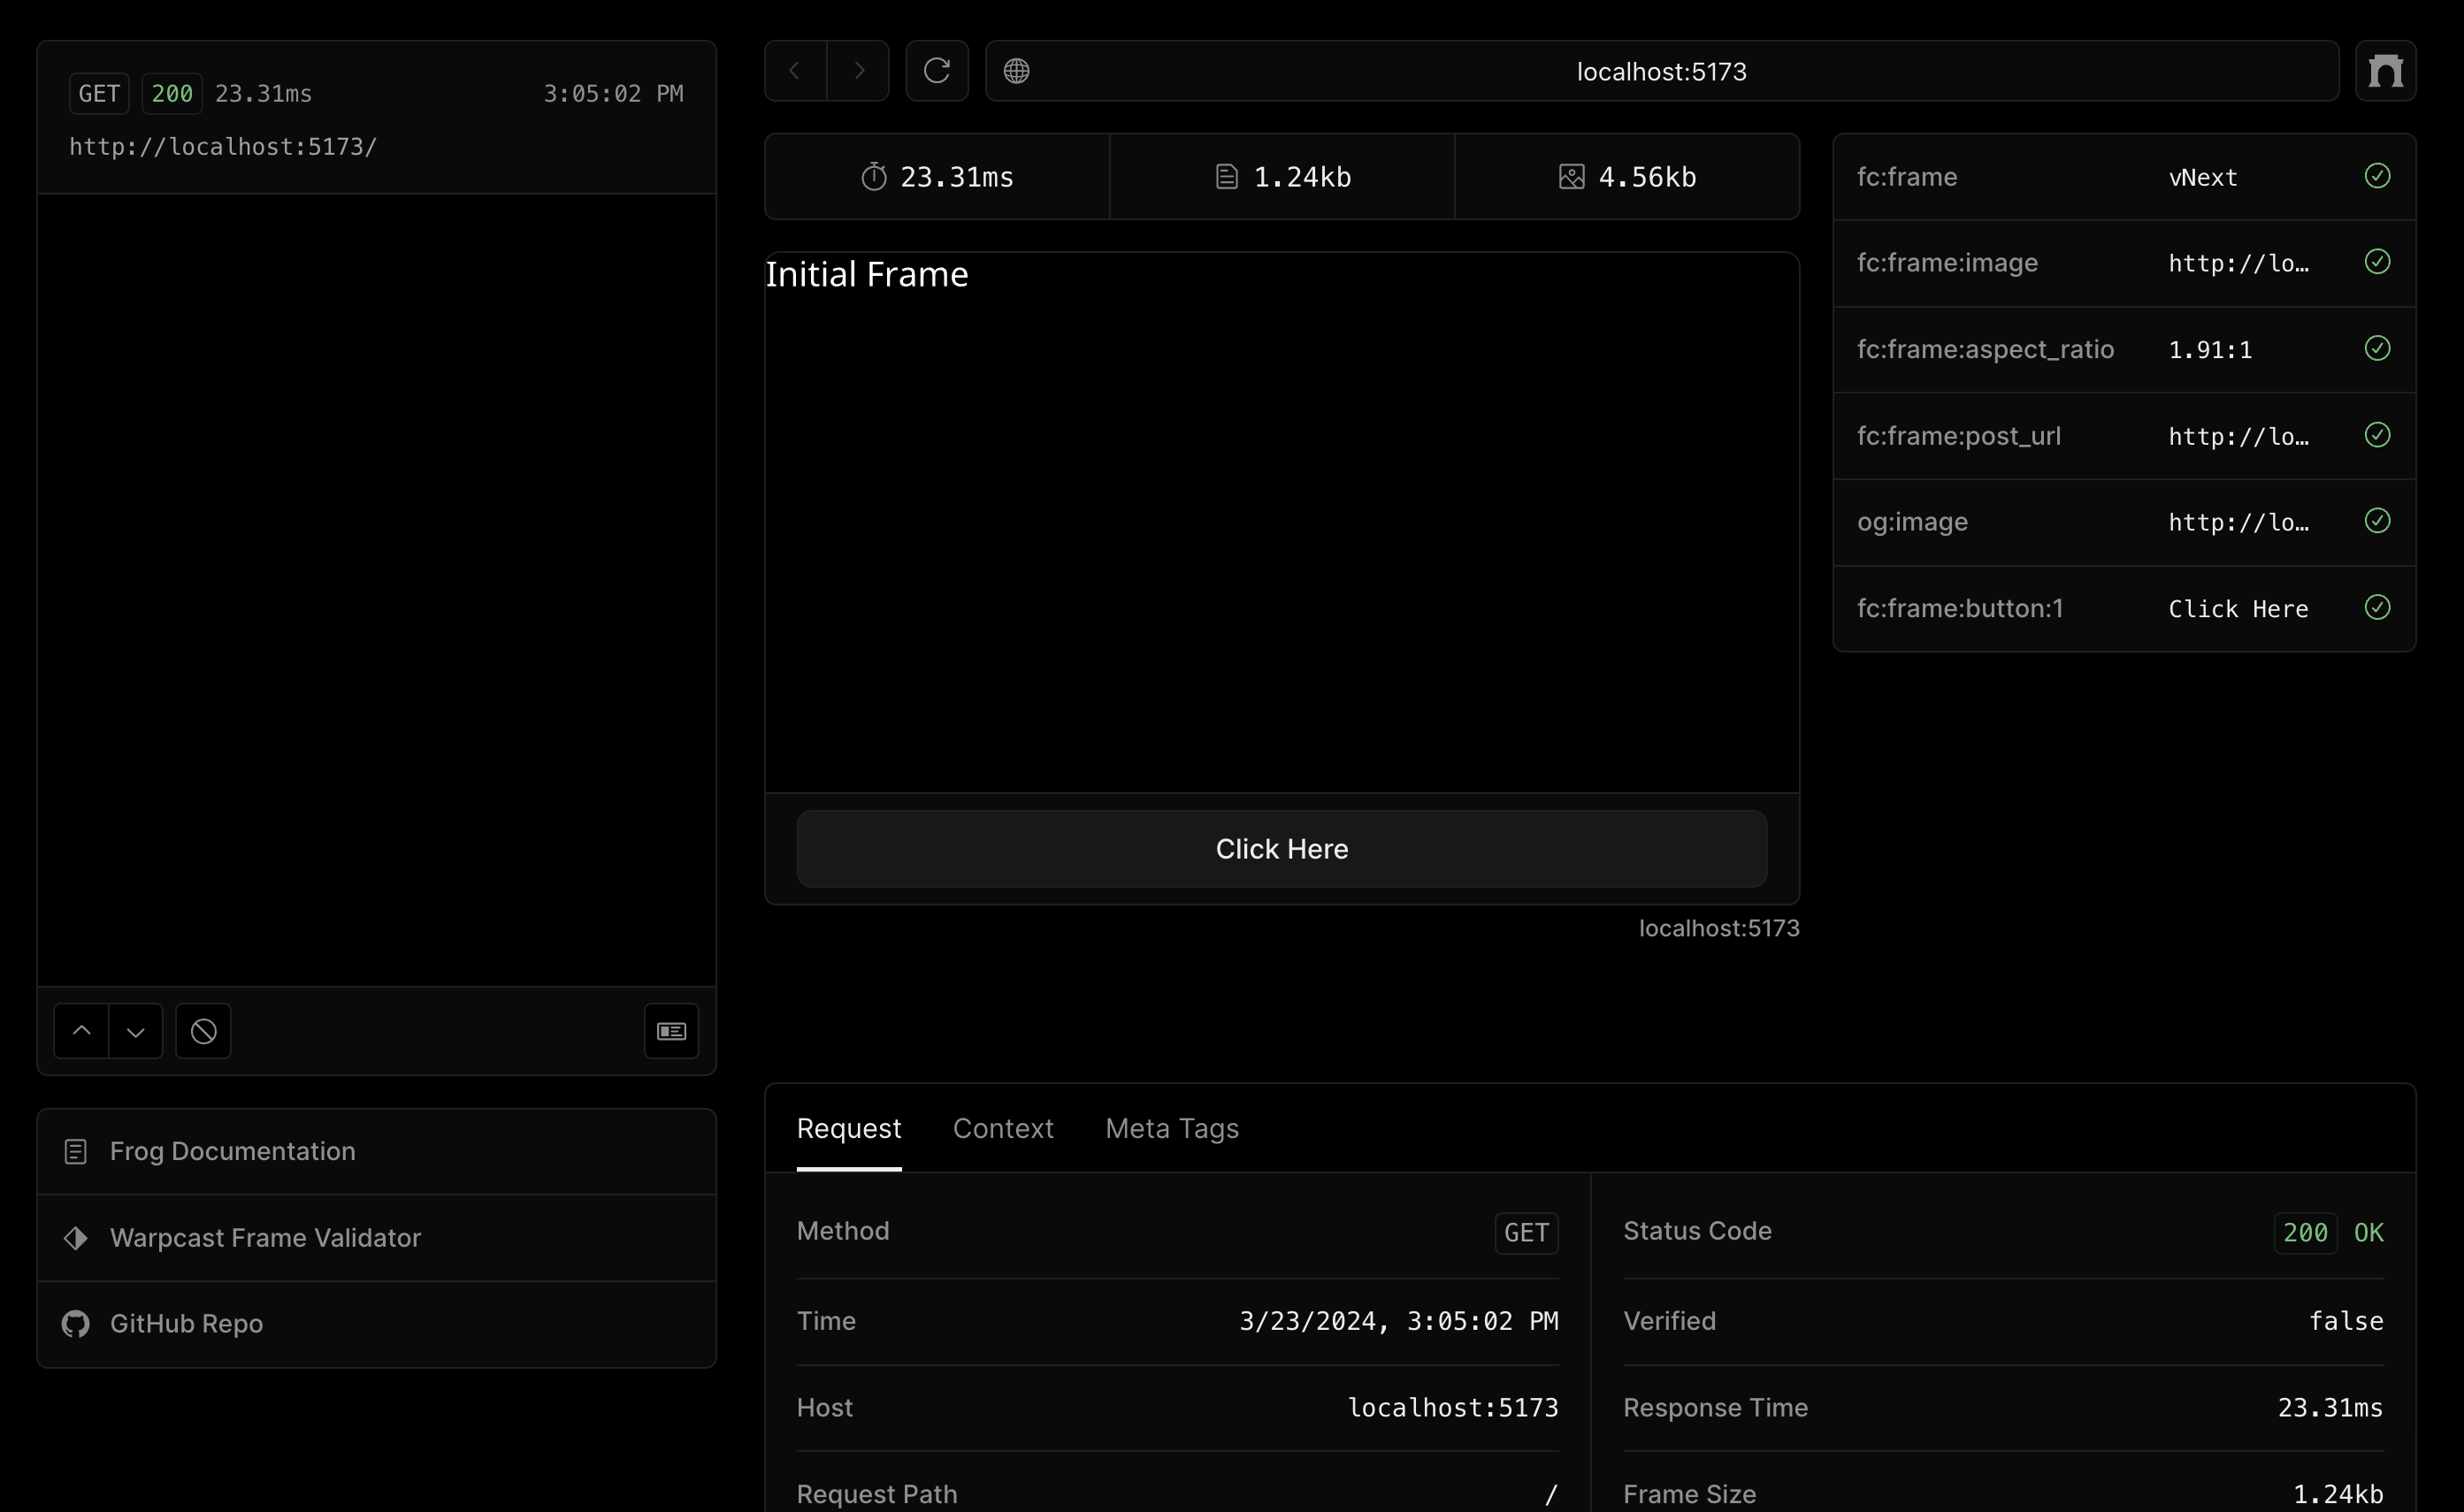 GET 200 23.31ms 3:05:02 PM
http://localhost:5173/
localhost:5173
23.31ms 1.24kb 4.56kb
Initial Frame
Click Here
localhost:5173
fc:frame vNext
fc:frame:image http://lo…
fc:frame:aspect_ratio 1.91:1
fc:frame:post_url http://lo…
og:image http://lo…
fc:frame:button:1 Click Here
Frog Documentation
Warpcast Frame Validator
GitHub Repo
Request Context Meta Tags
Method GET
Time 3/23/2024, 3:05:02 PM
Host localhost:5173
Request Path /
Status Code 200 OK
Verified false
Response Time 23.31ms
Frame Size 1.24kb